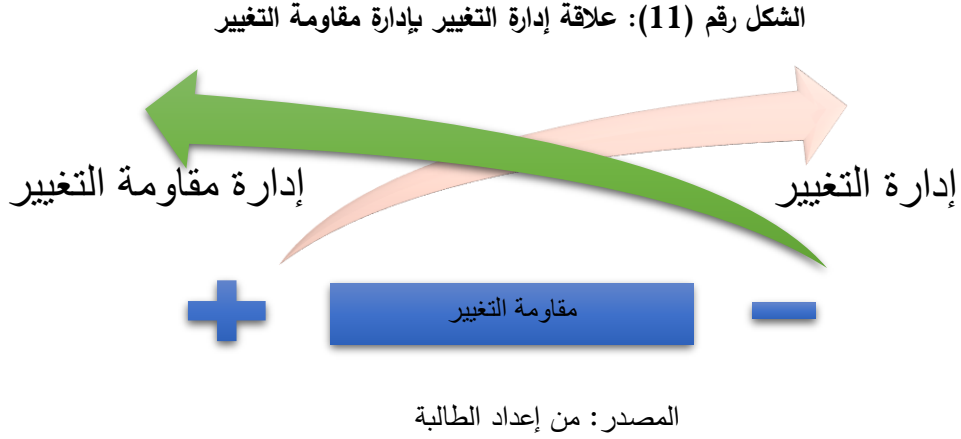 الشكل رقم (11): علاقة إدارة التغيير بإدارة مقاومة التغيير
إدارة التغيير
إدارة مقاومة التغيير
مقاومة التغيير
المصدر: من إعداد الطالبة